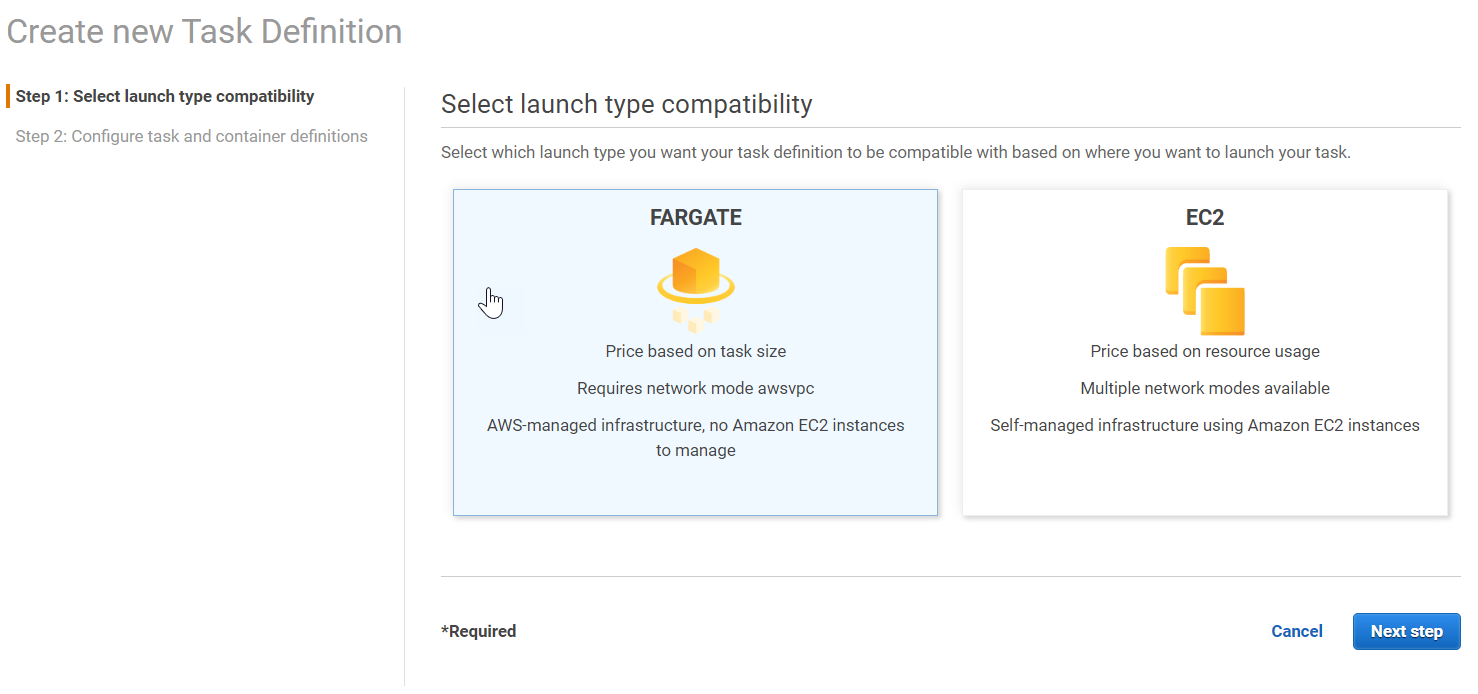 Create new Task Definition
Step 1: Select launch type compatibility
Step 2: Configure task and container definitions
Select launch type compatibility
Select which launch type you want your task definition to be compatible with based on where you want to launch your task.
FARGATE
Price based on task size
Requires network mode awsvpc
AWS-managed infrastructure, no Amazon EC2 instances
to manage
EC2
Price based on resource usage
Multiple network modes available
Self-managed infrastructure using Amazon EC2 instances
*Required
Cancel
Next step